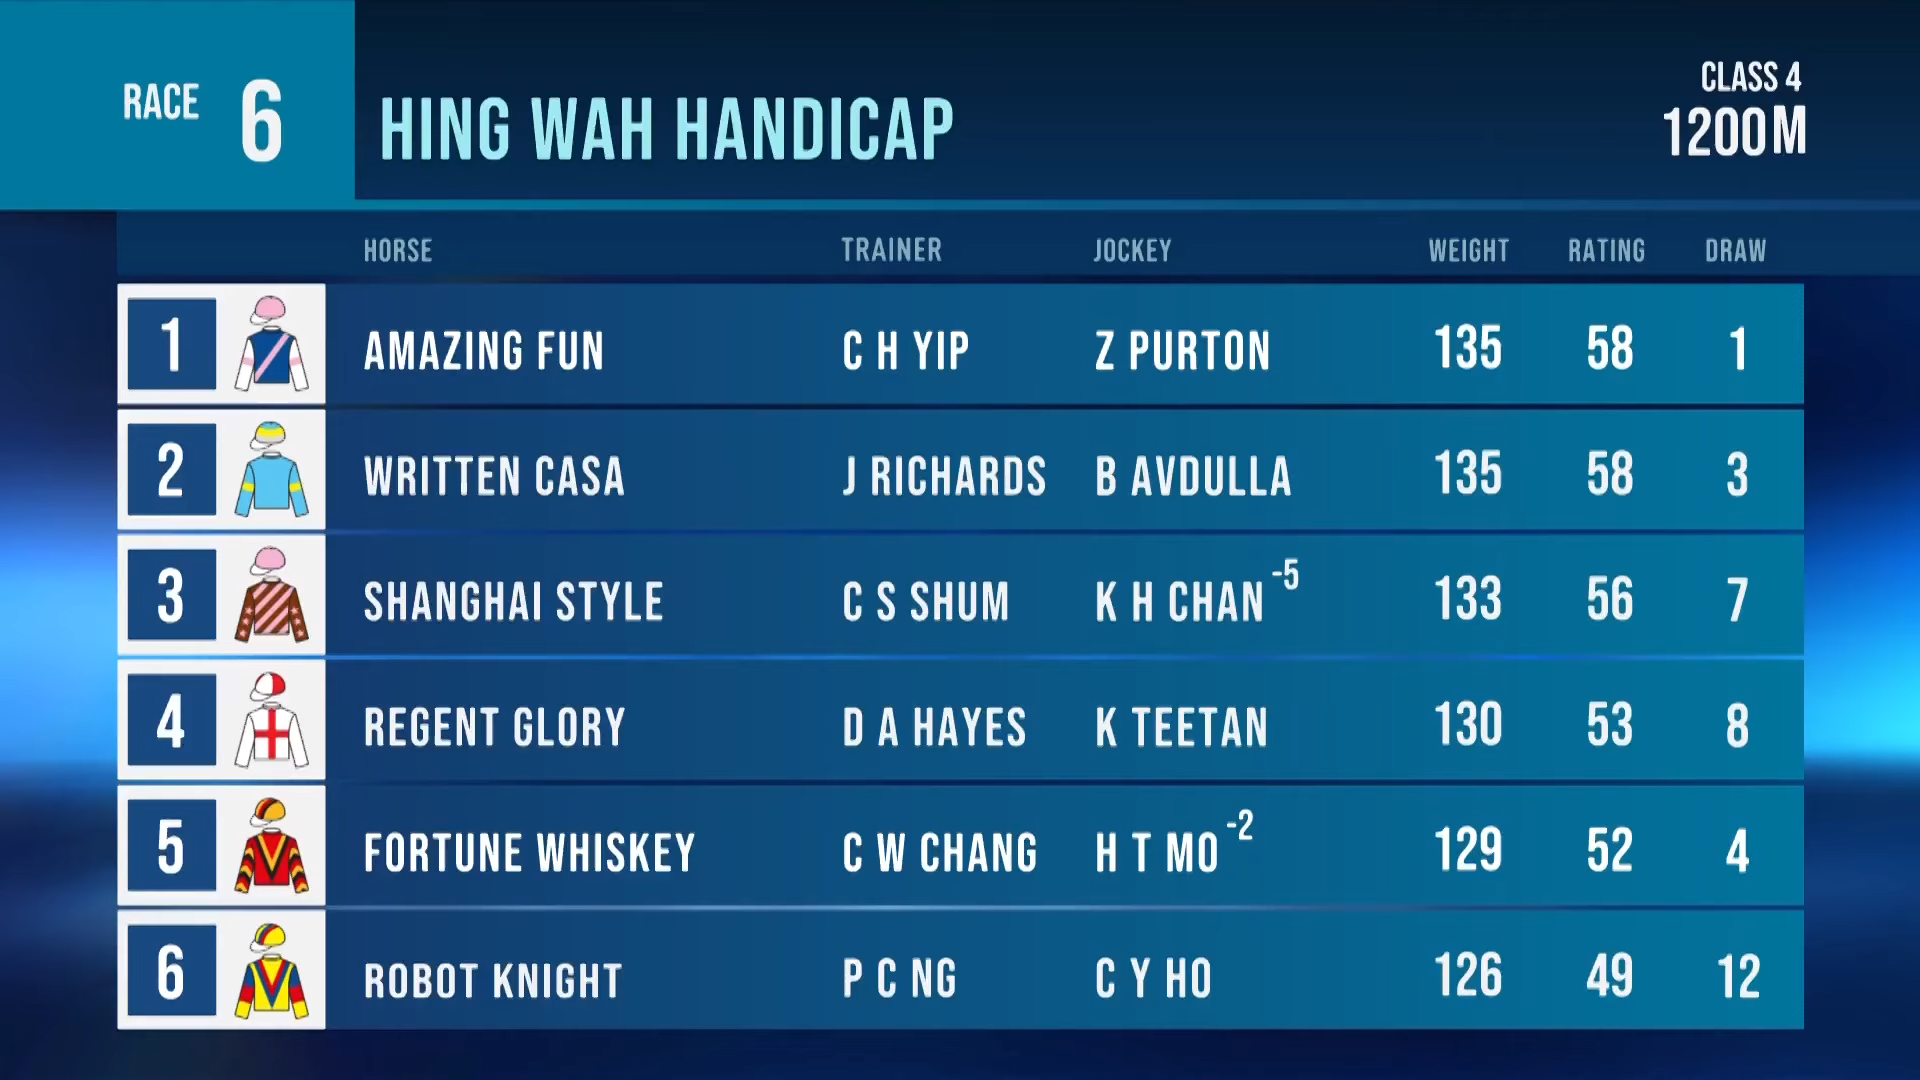 RACE 6
HING WAH HANDICAP
CLASS 4
1200M
HORSE TRAINER JOCKEY WEIGHT RATING DRAW
1 AMAZING FUN C H YIP Z PURTON 135 58 1
2 WRITTEN CASA J RICHARDS B AVDULLA 135 58 3
3 SHANGHAI STYLE C S SHUM K H CHAN -5 133 56 7
4 REGENT GLORY D A HAYES K TEETAN 130 53 8
5 FORTUNE WHISKEY C W CHANG H T MO -2 129 52 4
6 ROBOT KNIGHT P C NG C Y HO 126 49 12